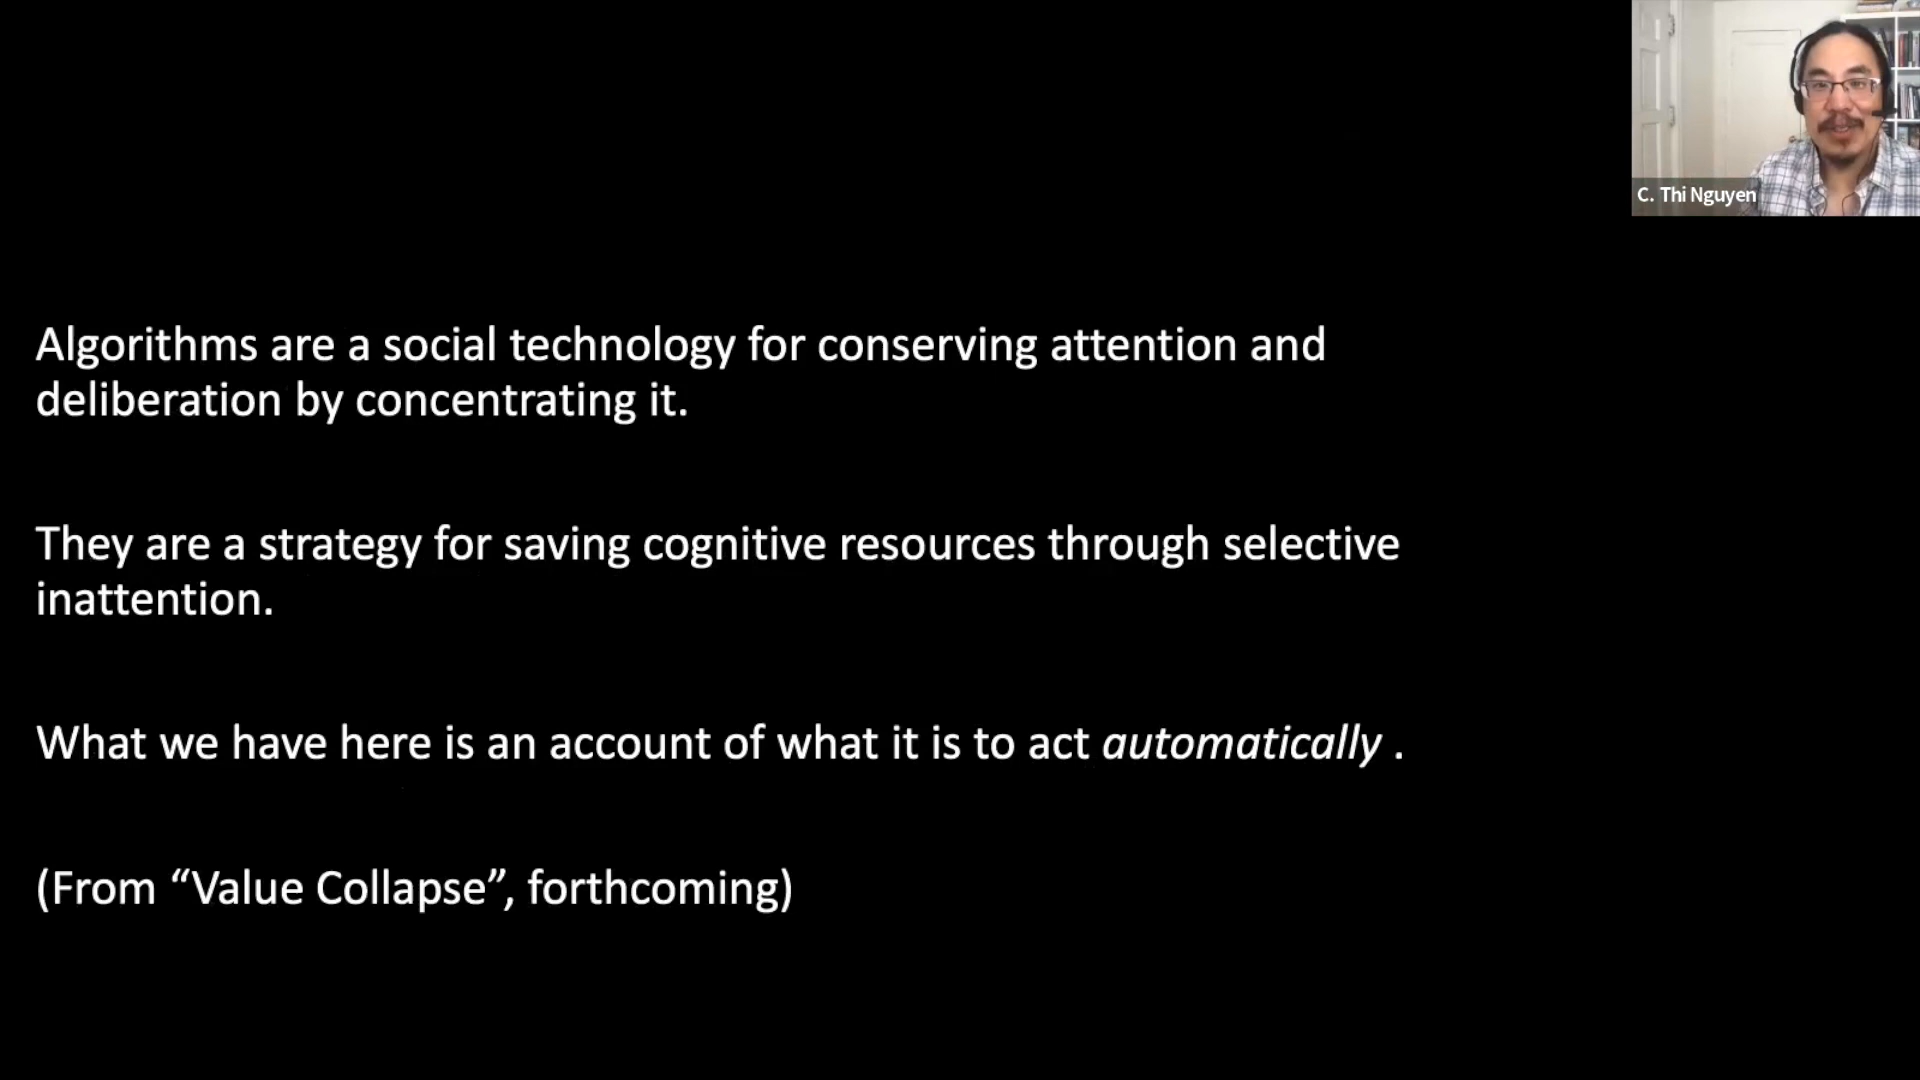 C. Thi Nguyen
Algorithms are a social technology for conserving attention and
deliberation by concentrating it.
They are a strategy for saving cognitive resources through selective
inattention.
What we have here is an account of what it is to act automatically .
(From “Value Collapse”, forthcoming)